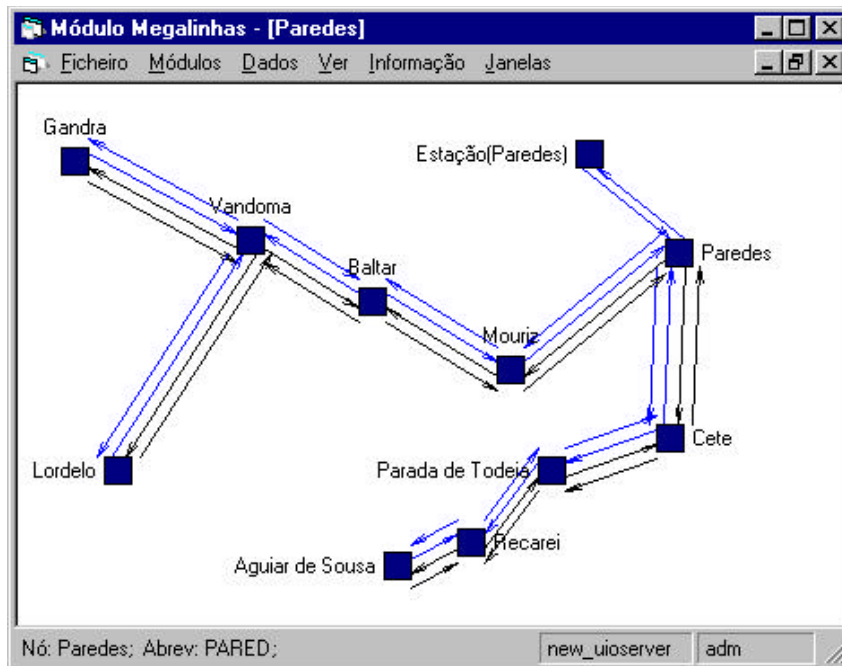 Módulo Megalinhas - [Paredes]
Ficheiro Módulos Dados Ver Informação Janelas
Gandra
Estação(Paredes)
Vandoma
Paredes
Baltar
Mouriz
Cete
Lordelo
Parada de Todeia
Recarei
Aguiar de Sousa
Nó: Paredes; Abrev: PARED;
new_uioserver
adm